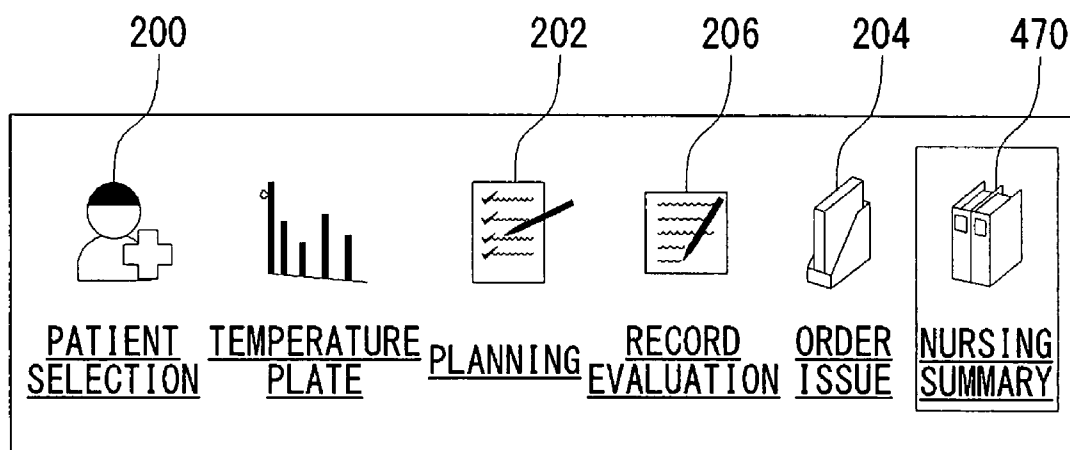 200 202 206 204 470
PATIENT SELECTION
TEMPERATURE PLATE
PLANNING
RECORD EVALUATION
ORDER ISSUE
NURSING SUMMARY